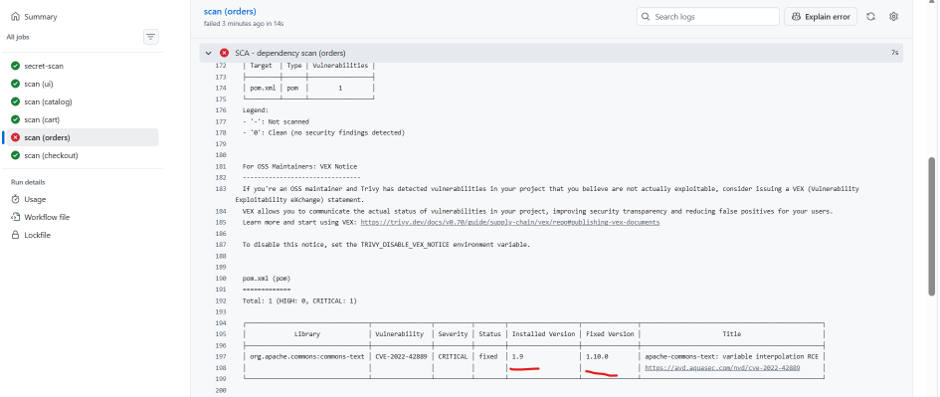 Summary
All jobs
secret-scan
scan (ui)
scan (catalog)
scan (cart)
scan (orders)
scan (checkout)
Run details
Usage
Workflow file
Lockfile
scan (orders)
failed 3 minutes ago in 14s
Search logs
Explain error
SCA - dependency scan (orders) 7s
172 │ Target │ Type │ Vulnerabilities │
173
174 │ pom.xml │ pom │ 1 │
175
176 Legend:
177 - '-': Not scanned
178 - '0': Clean (no security findings detected)
179
180
181 For OSS Maintainers: VEX Notice
182 --------------------------------
183 If you're an OSS maintainer and Trivy has detected vulnerabilities in your project that you believe are not actually exploitable, consider issuing a VEX (Vulnerability
Exploitability eXchange) statement.
184 VEX allows you to communicate the actual status of vulnerabilities in your project, improving security transparency and reducing false positives for your users.
185 Learn more and start using VEX: https://trivy.dev/docs/v0.70/guide/supply-chain/vex/repo#publishing-vex-documents
186
187 To disable this notice, set the TRIVY_DISABLE_VEX_NOTICE environment variable.
188
189
190 pom.xml (pom)
191 =============
192 Total: 1 (HIGH: 0, CRITICAL: 1)
193
194
195 │ Library │ Vulnerability │ Severity │ Status │ Installed Version │ Fixed Version │ Title │
196
197 │ org.apache.commons:commons-text │ CVE-2022-42889 │ CRITICAL │ fixed │ 1.9 │ 1.10.0 │ apache-commons-text: variable interpolation RCE │
198 │ https://avd.aquasec.com/nvd/cve-2022-42889 │
199
200